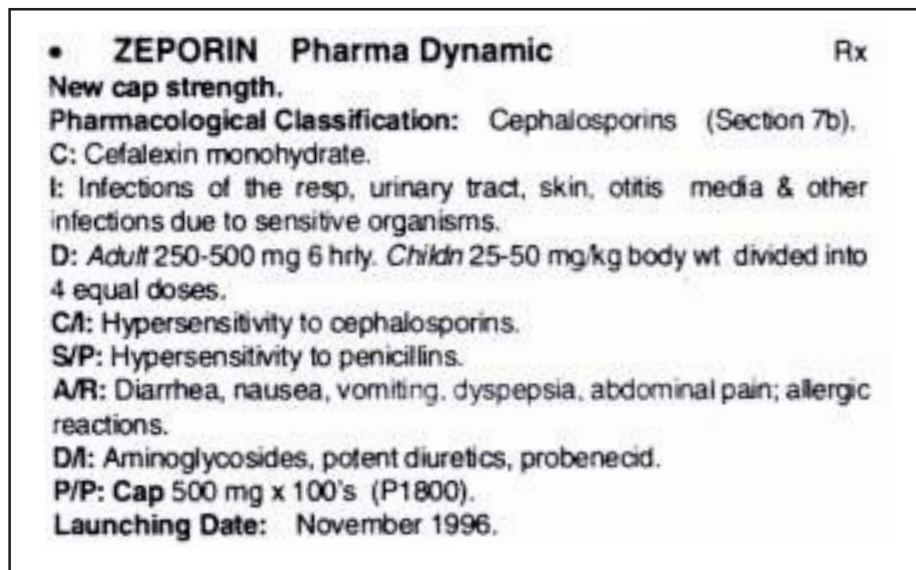 • ZEPORIN Pharma Dynamic Rx
New cap strength.
Pharmacological Classification: Cephalosporins (Section 7b).
C: Cefalexin monohydrate.
I: Infections of the resp, urinary tract, skin, otitis media & other
infections due to sensitive organisms.
D: Adult 250-500 mg 6 hrly. Childn 25-50 mg/kg body wt divided into
4 equal doses.
C/I: Hypersensitivity to cephalosporins.
S/P: Hypersensitivity to penicillins.
A/R: Diarrhea, nausea, vomiting, dyspepsia, abdominal pain; allergic
reactions.
D/I: Aminoglycosides, potent diuretics, probenecid.
P/P: Cap 500 mg x 100's (P1800).
Launching Date: November 1996.